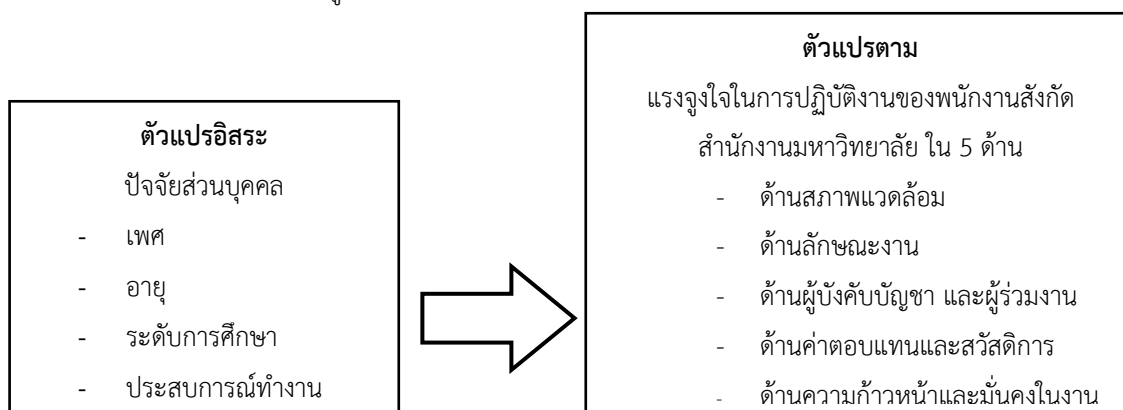 ตัวแปรอิสระ
ปัจจัยส่วนบุคคล
- เพศ
- อายุ
- ระดับการศึกษา
- ประสบการณ์ทำงาน
ตัวแปรตาม
แรงจูงใจในการปฏิบัติงานของพนักงานสังกัด
สำนักงานมหาวิทยาลัย ใน 5 ด้าน
- ด้านสภาพแวดล้อม
- ด้านลักษณะงาน
- ด้านผู้บังคับบัญชา และผู้ร่วมงาน
- ด้านค่าตอบแทนและสวัสดิการ
- ด้านความก้าวหน้าและมั่นคงในงาน